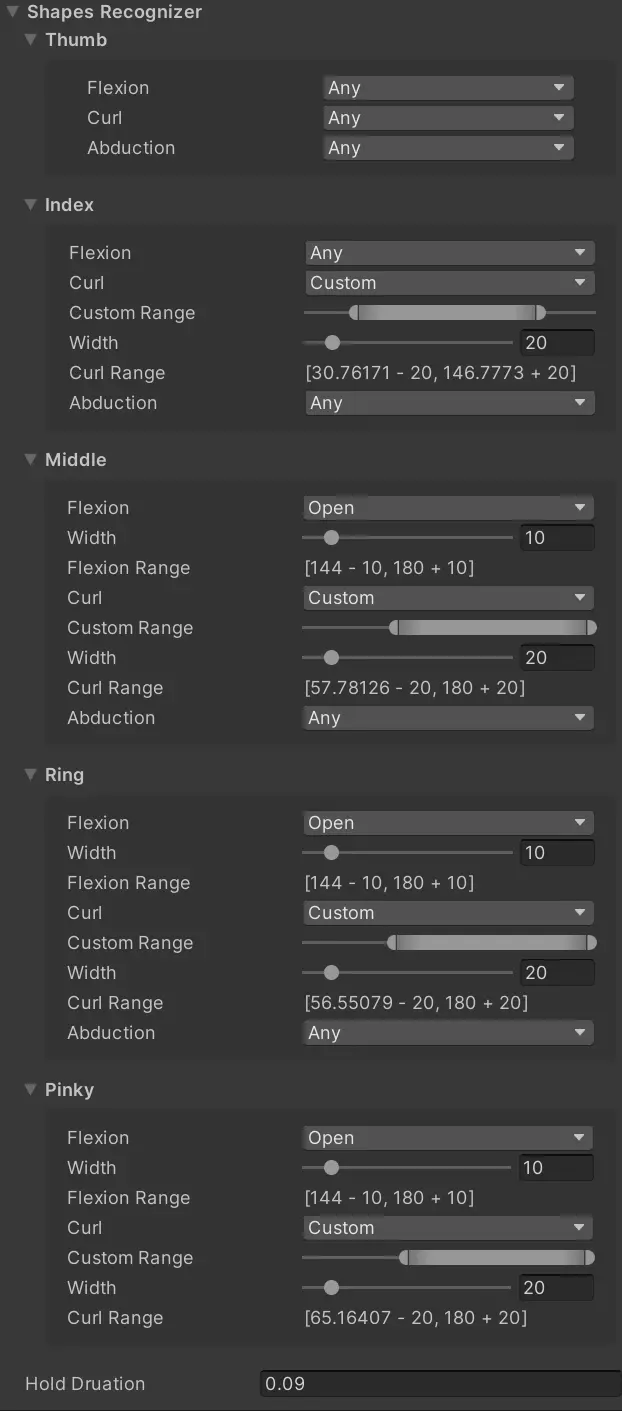 Shapes Recognizer
Thumb
Flexion Any
Curl Any
Abduction Any
Index
Flexion Any
Curl Custom
Custom Range
Width 20
Curl Range [30.76171 - 20, 146.7773 + 20]
Abduction Any
Middle
Flexion Open
Width 10
Flexion Range [144 - 10, 180 + 10]
Curl Custom
Custom Range
Width 20
Curl Range [57.78126 - 20, 180 + 20]
Abduction Any
Ring
Flexion Open
Width 10
Flexion Range [144 - 10, 180 + 10]
Curl Custom
Custom Range
Width 20
Curl Range [56.55079 - 20, 180 + 20]
Abduction Any
Pinky
Flexion Open
Width 10
Flexion Range [144 - 10, 180 + 10]
Curl Custom
Custom Range
Width 20
Curl Range [65.16407 - 20, 180 + 20]
Hold Druation 0.09